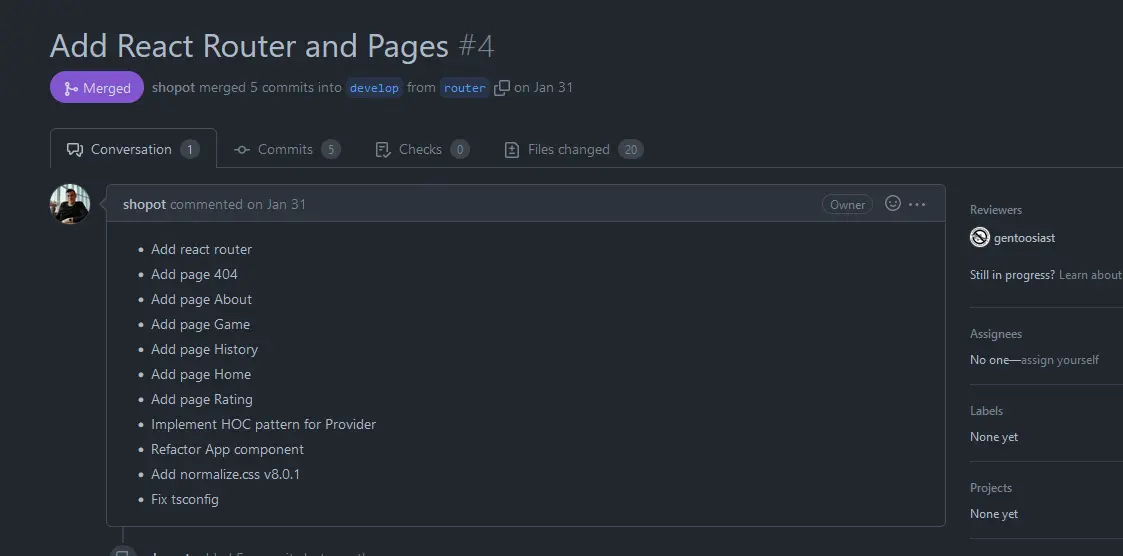 Add React Router and Pages #4
Merged shopot merged 5 commits into develop from router on Jan 31
Conversation 1 Commits 5 Checks 0 Files changed 20
shopot commented on Jan 31 Owner
Add react router
Add page 404
Add page About
Add page Game
Add page History
Add page Home
Add page Rating
Implement HOC pattern for Provider
Refactor App component
Add normalize.css v8.0.1
Fix tsconfig
Reviewers
gentoosiast
Still in progress? Learn about
Assignees
No one—assign yourself
Labels
None yet
Projects
None yet